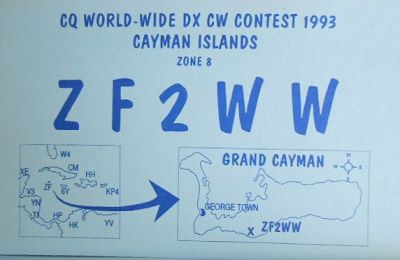 CQ WORLD-WIDE DX CW CONTEST 1993
CAYMAN ISLANDS
ZONE 8
ZF2WW
W4
CM
XE
HH
ZF
V3
6Y
KP4
YN
TI
HP
HK
YV
GRAND CAYMAN
N
GEORGE TOWN
X
ZF2WW